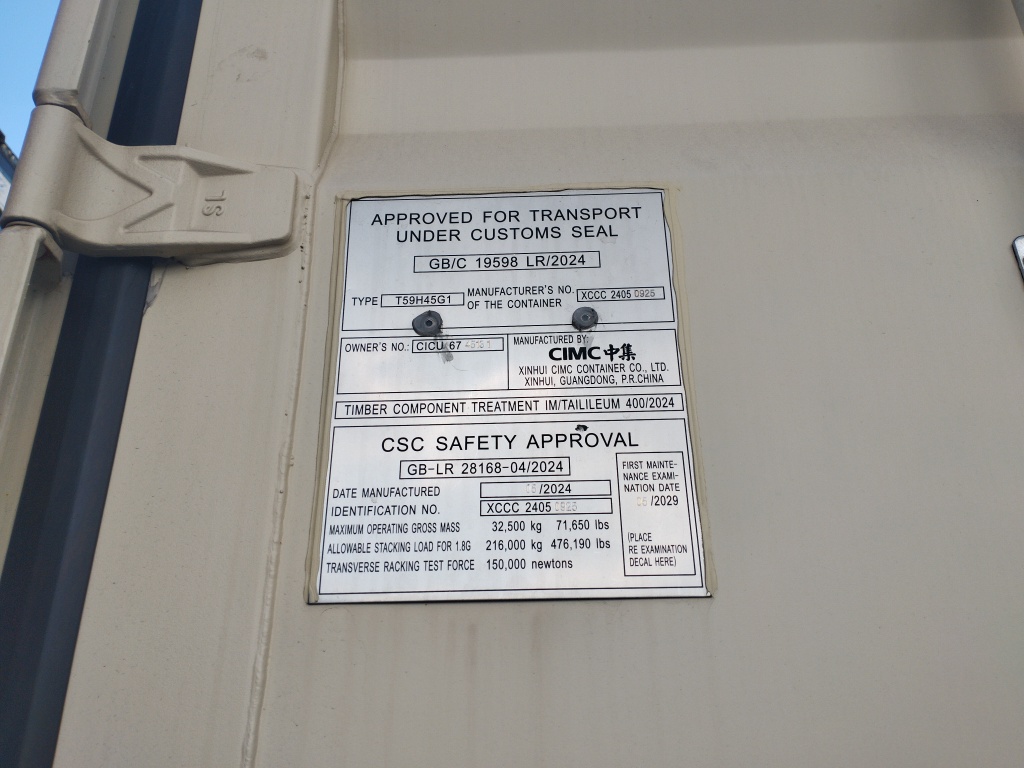 JS
APPROVED FOR TRANSPORT
UNDER CUSTOMS SEAL
GB/C 19598 LR/2024
TYPE T59H45G1
MANUFACTURER'S NO. OF THE CONTAINER XCCC 2405 0925
OWNER'S NO.: CICU 67
MANUFACTURED BY:
CIMC中集
XINHUI CIMC CONTAINER CO., LTD.
XINHUI, GUANGDONG, P.R.CHINA
TIMBER COMPONENT TREATMENT IM/TAILILEUM 400/2024
CSC SAFETY APPROVAL
GB-LR 28168-04/2024
DATE MANUFACTURED 05/2024
IDENTIFICATION NO. XCCC 2405 0925
MAXIMUM OPERATING GROSS MASS 32,500 kg 71,650 lbs
ALLOWABLE STACKING LOAD FOR 1.8G 216,000 kg 476,190 lbs
TRANSVERSE RACKING TEST FORCE 150,000 newtons
FIRST MAINTE-
NANCE EXAMI-
NATION DATE
05/2029
(PLACE
RE EXAMINATION
DECAL HERE)